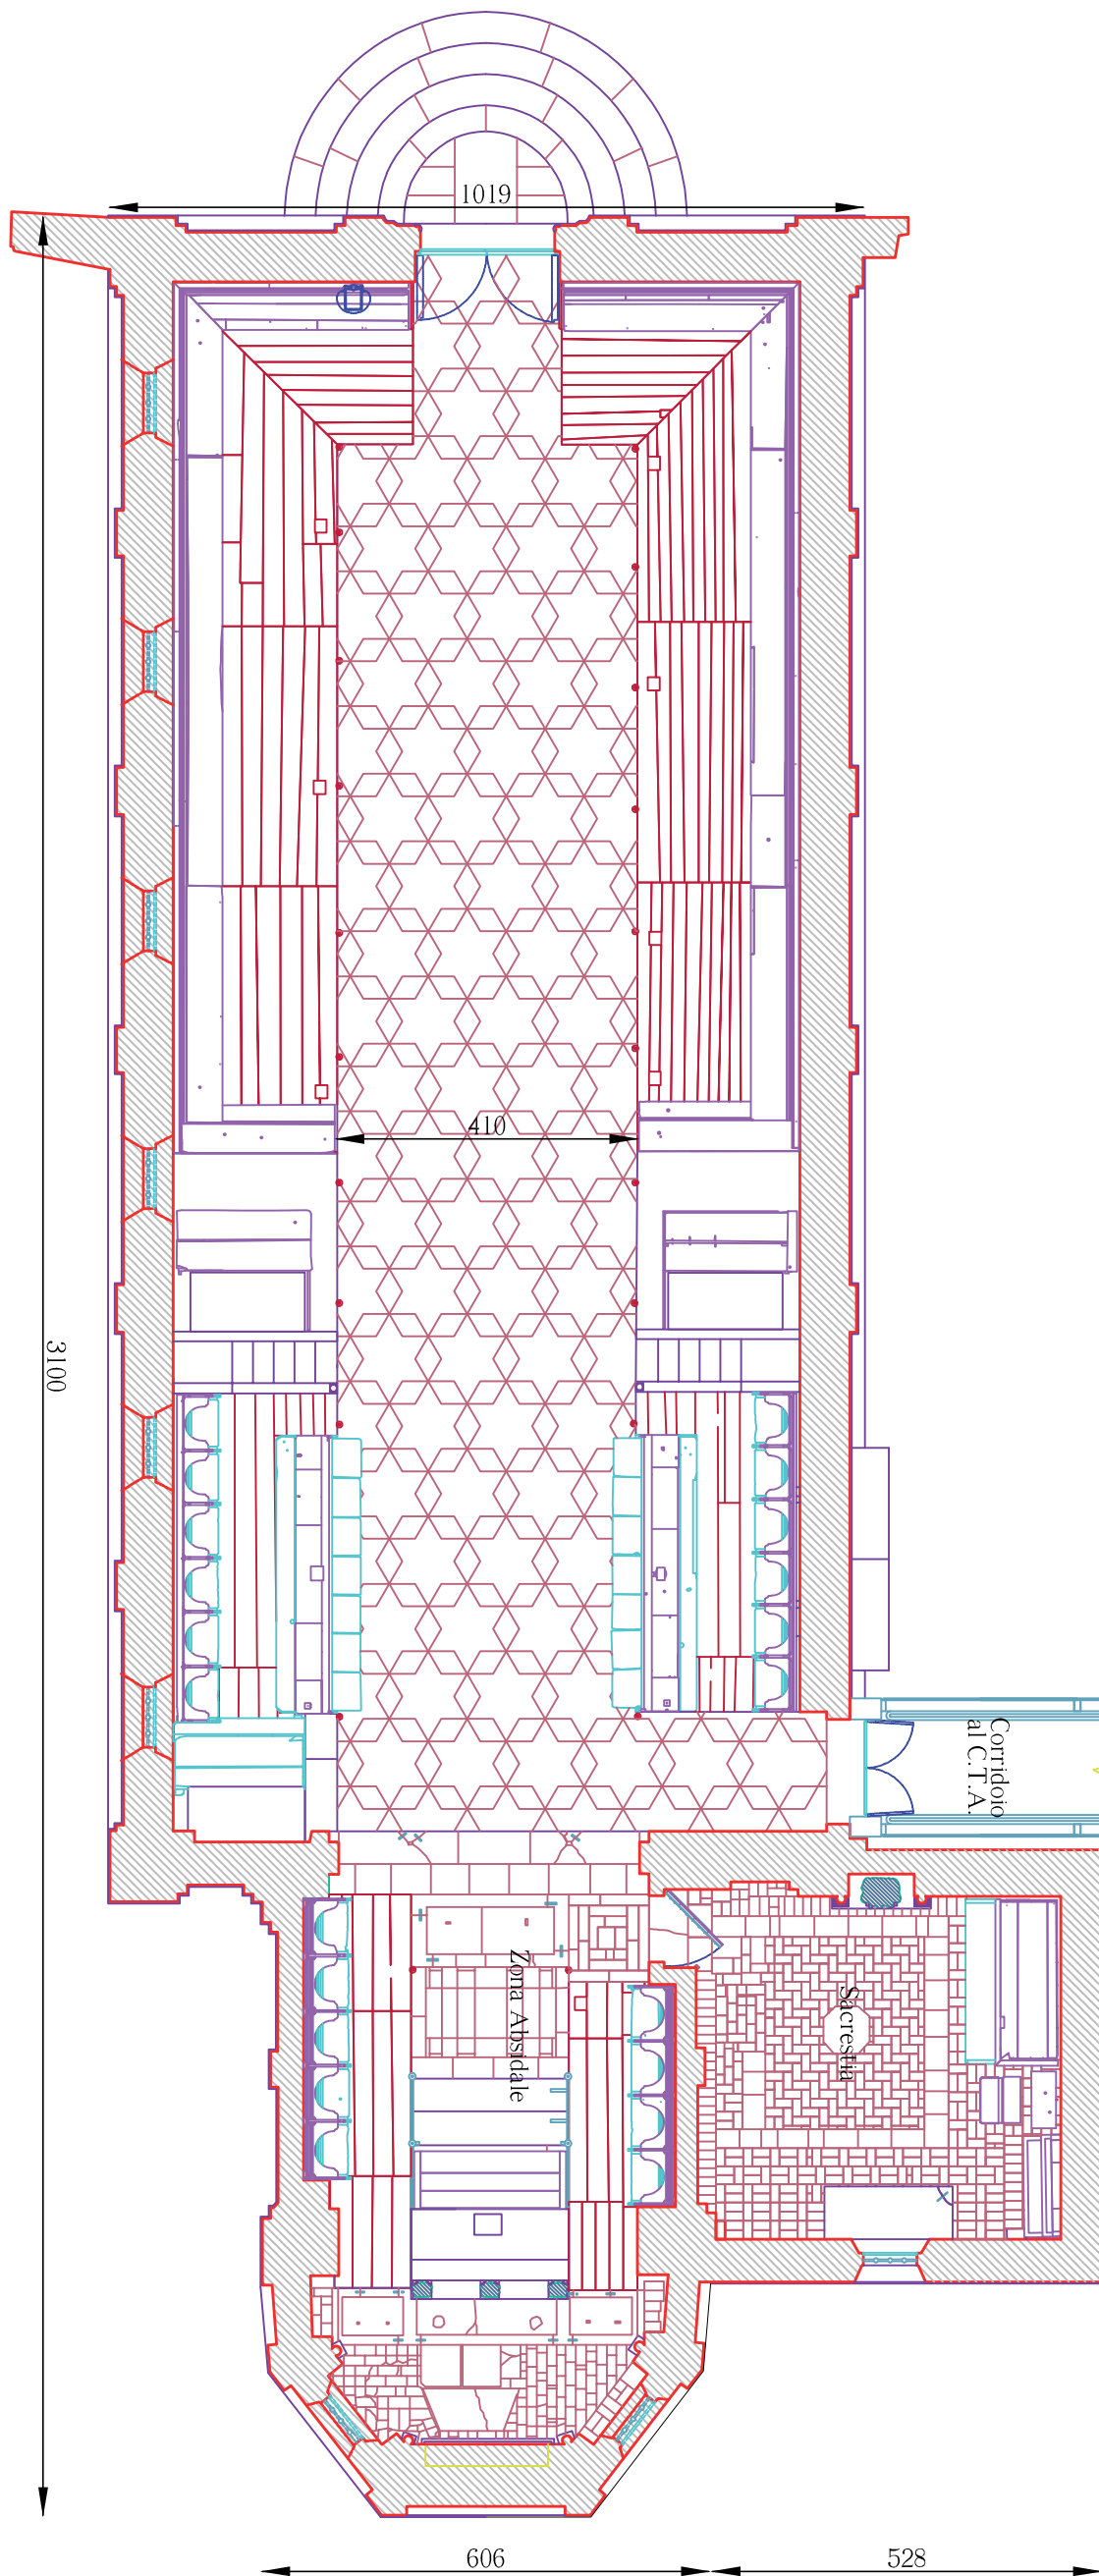 1019
3100
410
Corridoio
al C.T.A.
Zona Absidale
Sacrestia
606
528